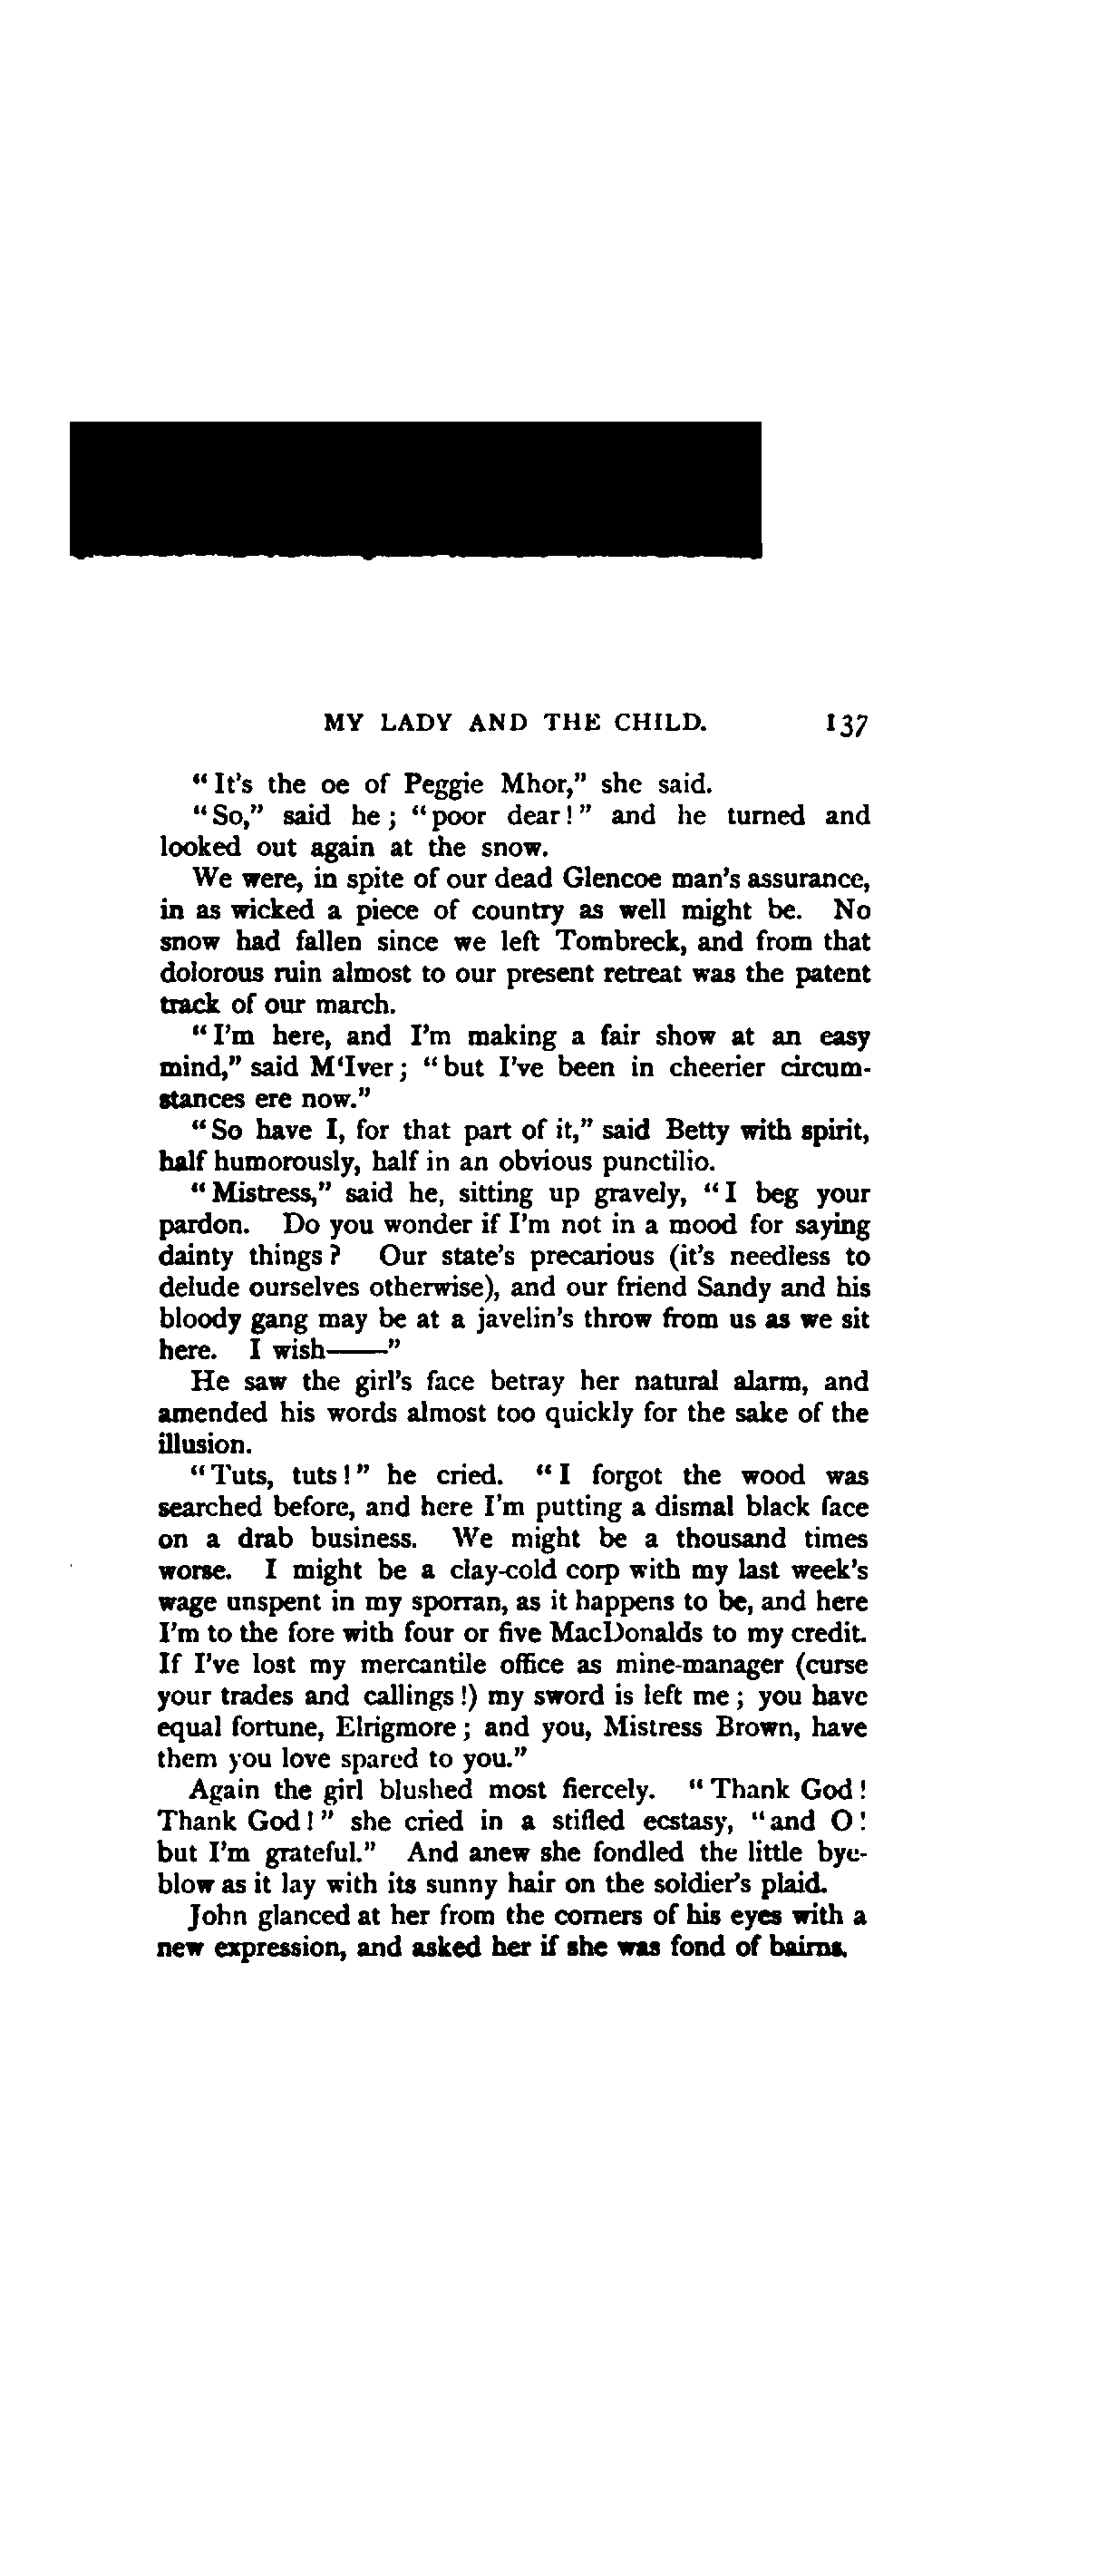 MY LADY AND THE CHILD. 137
"It's the oe of Peggie Mhor," she said.
"So," said he; "poor dear!" and he turned and
looked out again at the snow.
We were, in spite of our dead Glencoe man's assurance,
in as wicked a piece of country as well might be. No
snow had fallen since we left Tombreck, and from that
dolorous ruin almost to our present retreat was the patent
track of our march.
"I'm here, and I'm making a fair show at an easy
mind," said M'Iver; "but I've been in cheerier circum-
stances ere now."
"So have I, for that part of it," said Betty with spirit,
half humorously, half in an obvious punctilio.
"Mistress," said he, sitting up gravely, "I beg your
pardon. Do you wonder if I'm not in a mood for saying
dainty things? Our state's precarious (it's needless to
delude ourselves otherwise), and our friend Sandy and his
bloody gang may be at a javelin's throw from us as we sit
here. I wish——"
He saw the girl's face betray her natural alarm, and
amended his words almost too quickly for the sake of the
illusion.
"Tuts, tuts!" he cried. "I forgot the wood was
searched before, and here I'm putting a dismal black face
on a drab business. We might be a thousand times
worse. I might be a clay-cold corp with my last week's
wage unspent in my sporran, as it happens to be, and here
I'm to the fore with four or five MacDonalds to my credit.
If I've lost my mercantile office as mine-manager (curse
your trades and callings!) my sword is left me; you have
equal fortune, Elrigmore; and you, Mistress Brown, have
them you love spared to you."
Again the girl blushed most fiercely. "Thank God!
Thank God!" she cried in a stifled ecstasy, "and O!
but I'm grateful." And anew she fondled the little bye-
blow as it lay with its sunny hair on the soldier's plaid.
John glanced at her from the corners of his eyes with a
new expression, and asked her if she was fond of bairns.